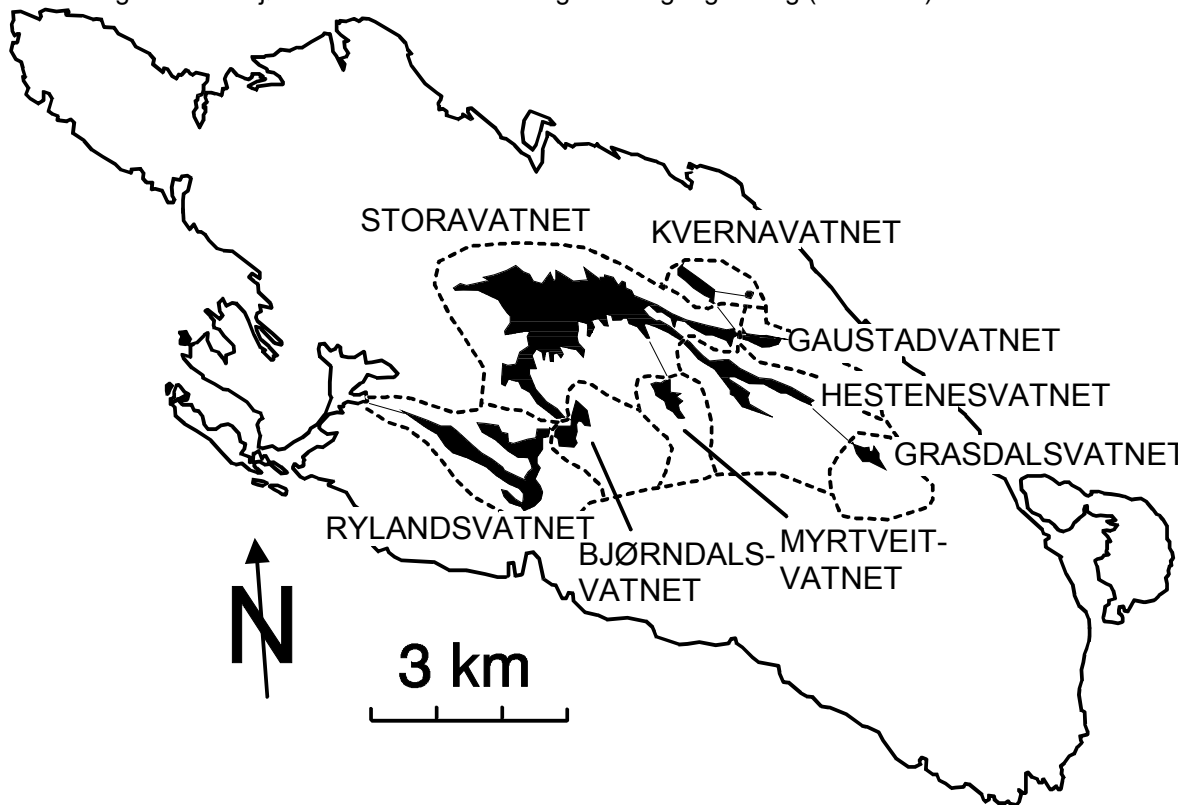 STORAVATNET
KVERNAVATNET
GAUSTADVATNET
HESTENESVATNET
GRASDALSVATNET
RYLANDSVATNET
BJØRNDALS-
VATNET
MYRTVEIT-
VATNET
N
3 km